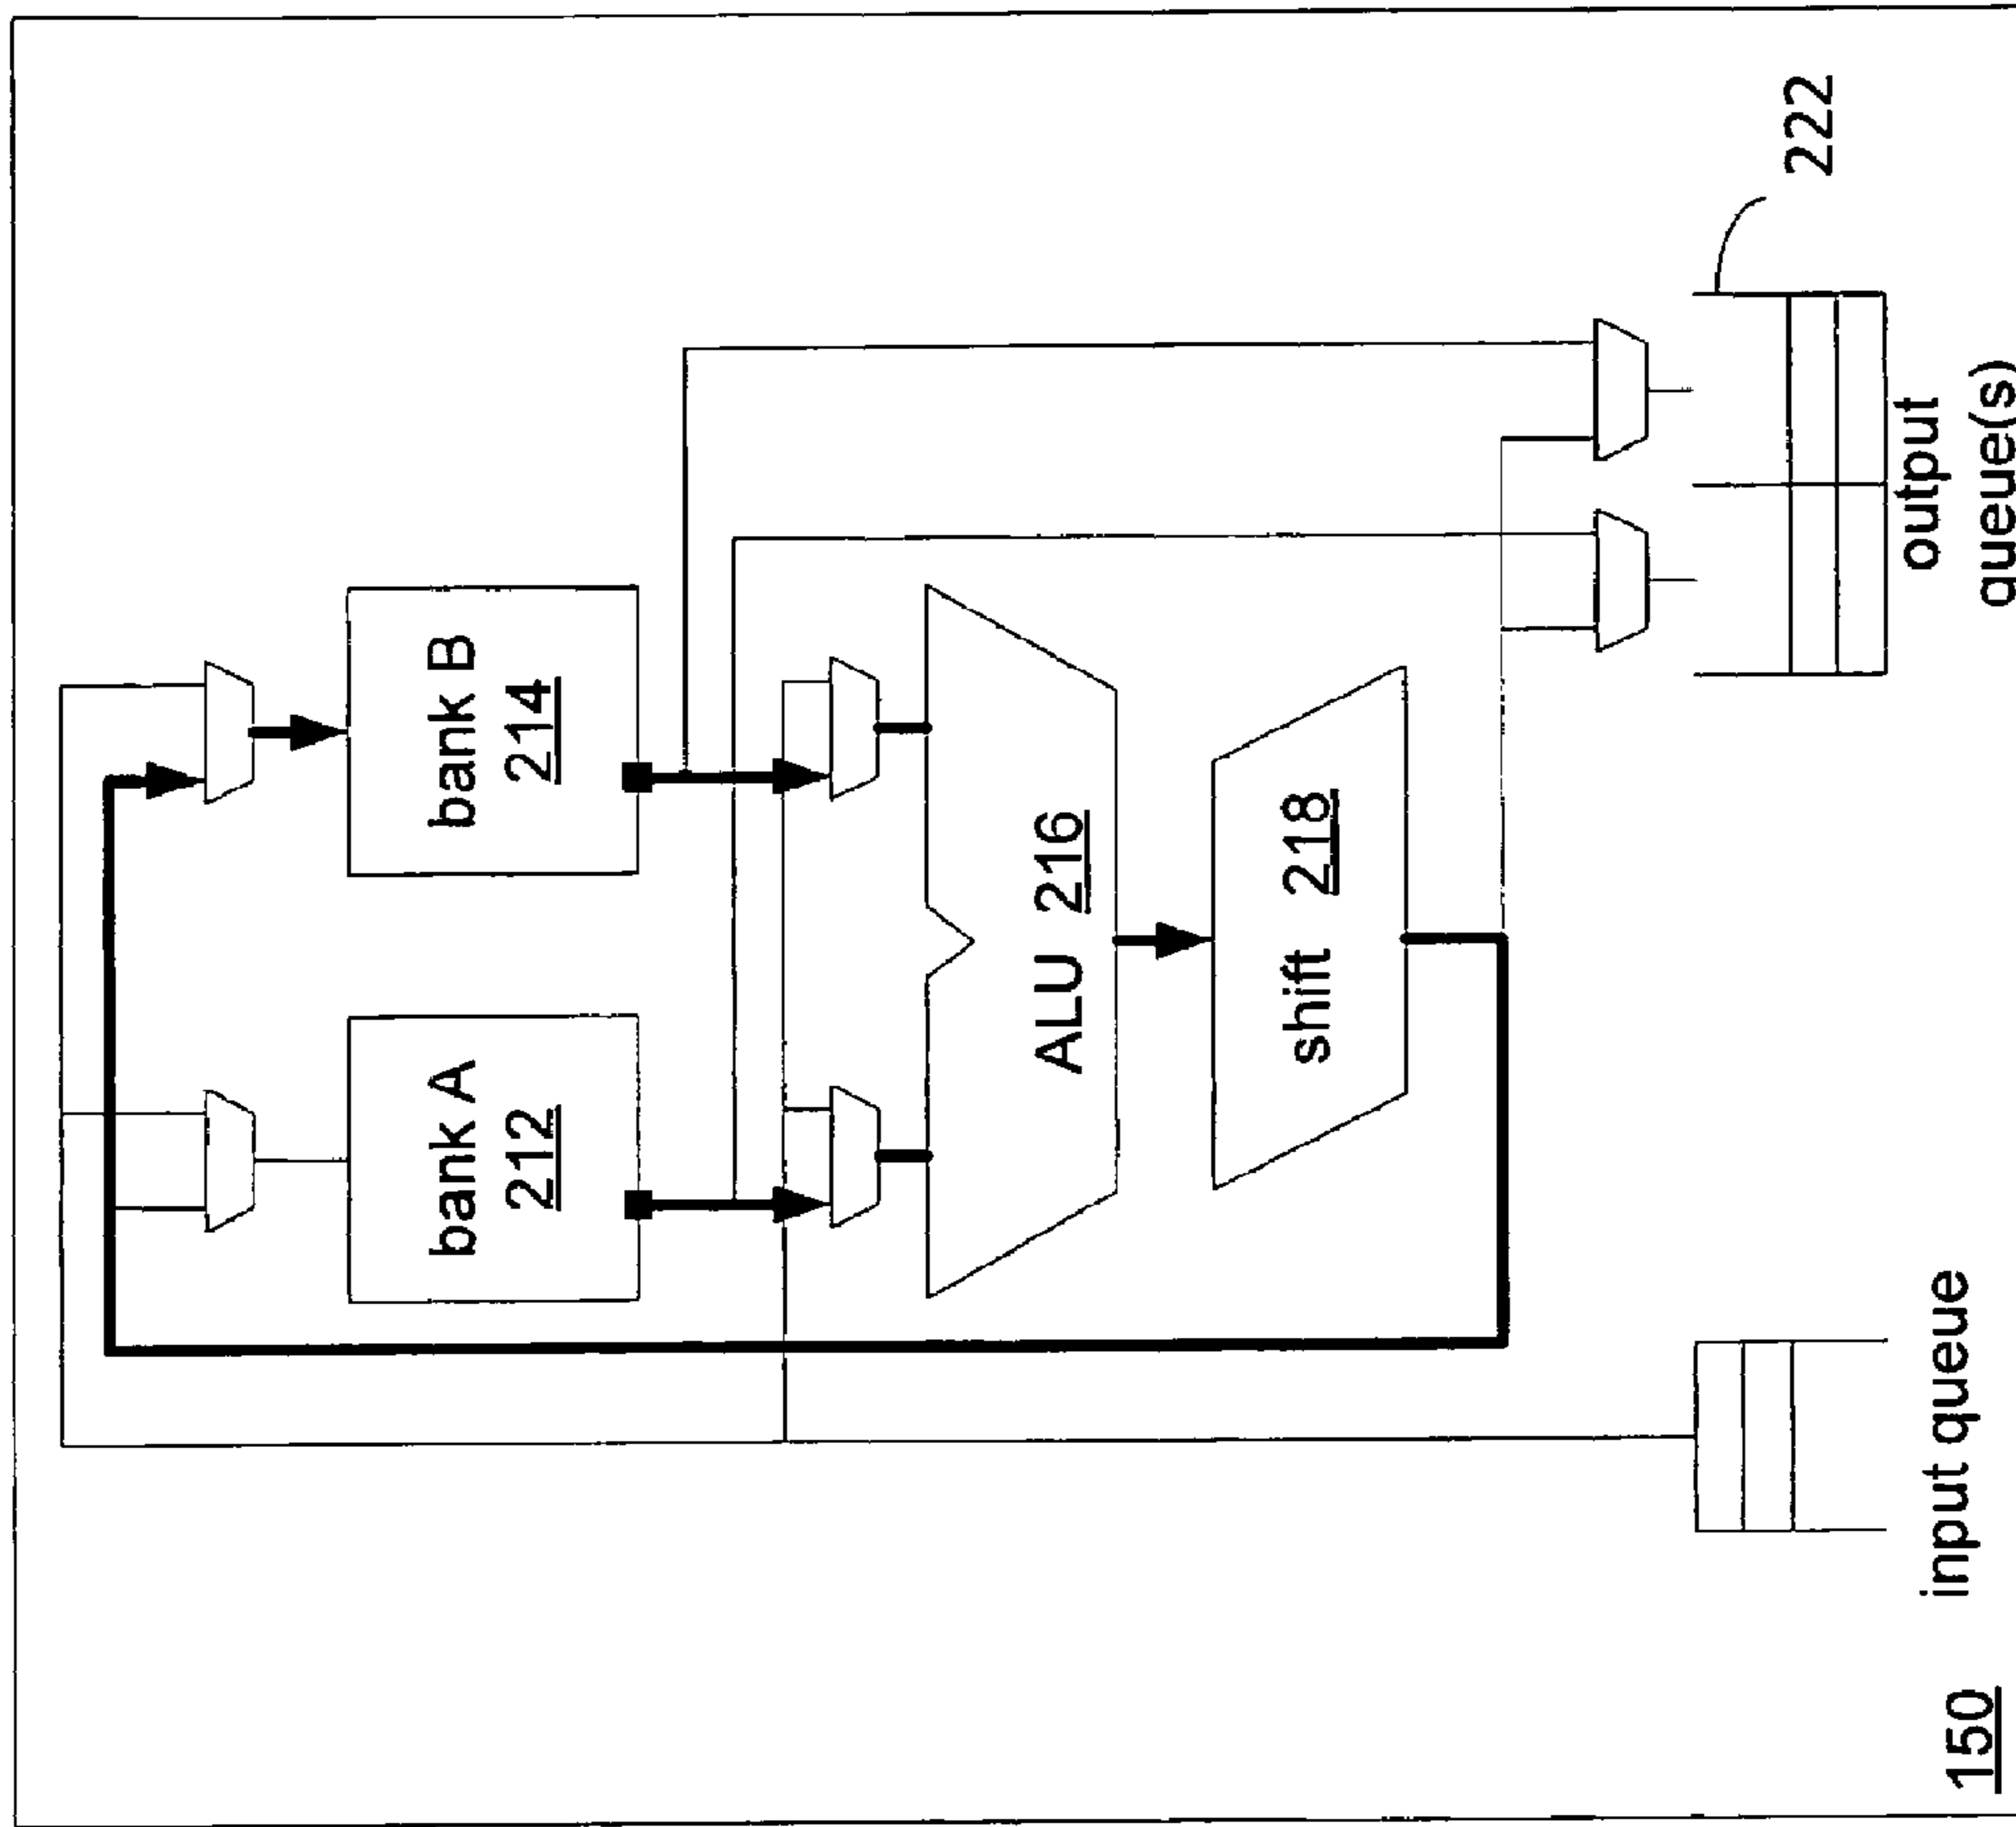 bank A
212
bank B
214
ALU 216
shift 218
222
input queue
output
queue(s)
150